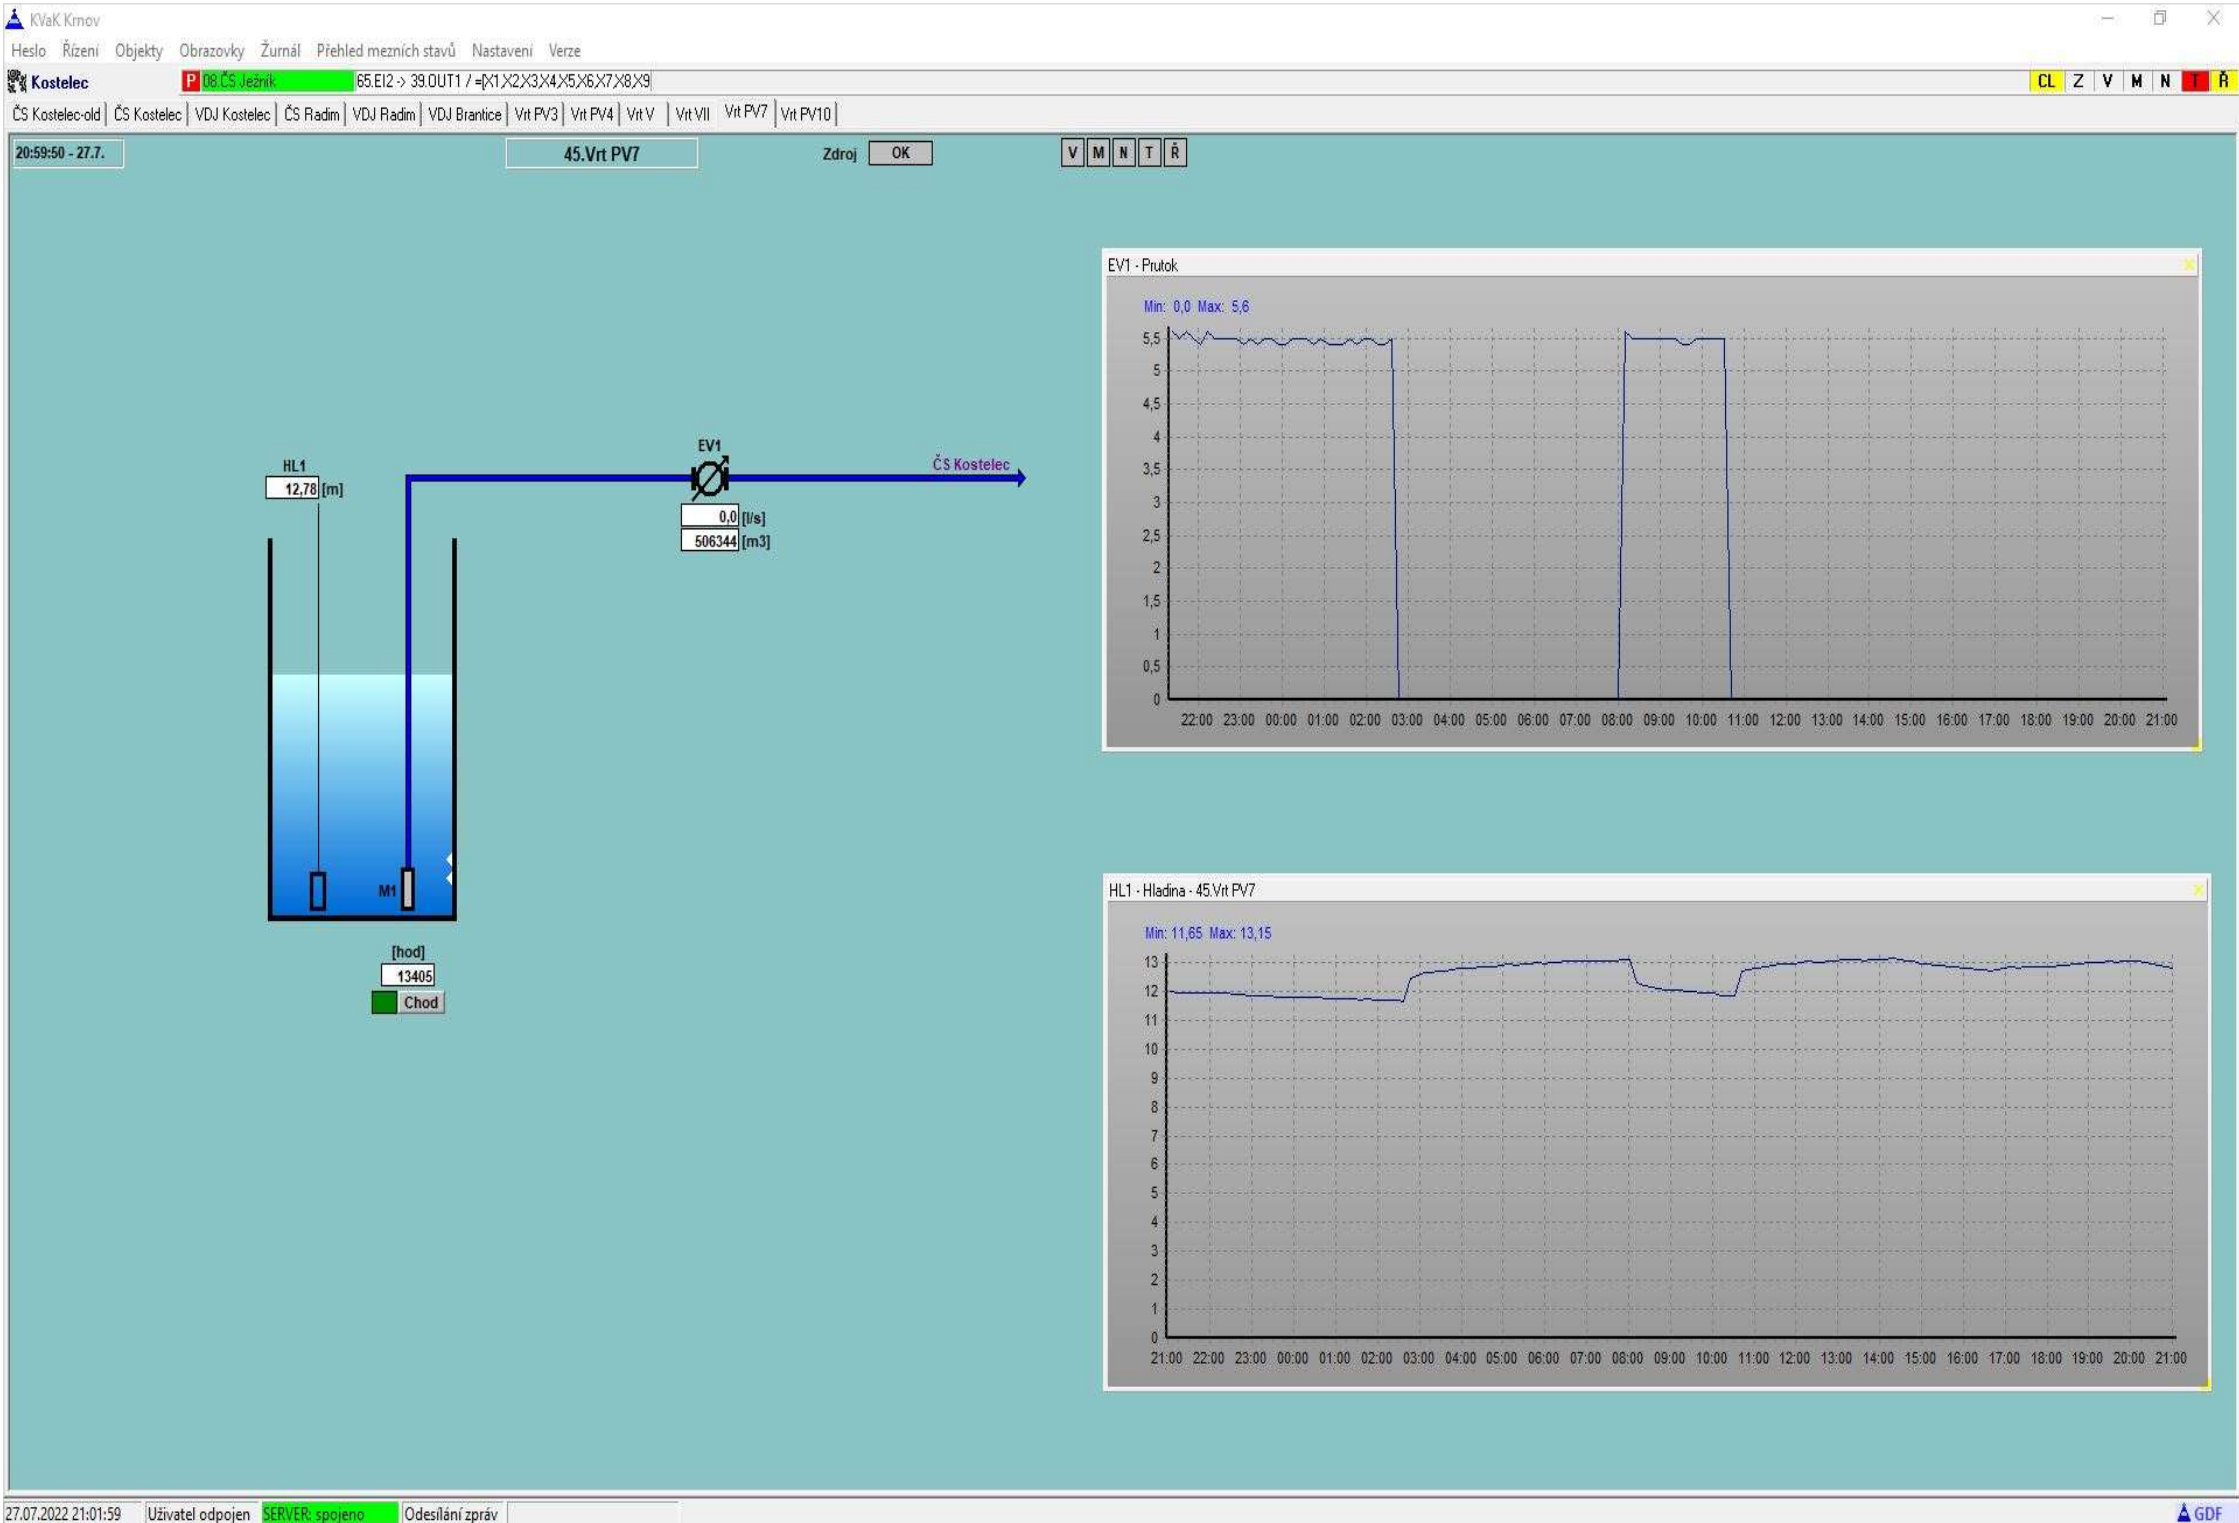 KVaK Krnov
Heslo Řízení Objekty Obrazovky Žurnál Přehled mezních stavů Nastavení Verze
Kostelec P 08.ČS Ježník 65.EI2 -> 39.OUT1 / =[X1,X2,X3,X4,X5,X6,X7,X8,X9 CL Z V M N T Ř
ČS Kostelec-old ČS Kostelec VDJ Kostelec ČS Radim VDJ Radim VDJ Brantice Vrt PV3 Vrt PV4 Vrt V Vrt VII Vrt PV7 Vrt PV10
20:59:50 - 27.7. 45.Vrt PV7 Zdroj OK V M N T Ř
EV1 - Prutok
Min: 0,0 Max: 5,6
5,5
5
4,5
4
3,5
3
2,5
2
1,5
1
0,5
0
22:00 23:00 00:00 01:00 02:00 03:00 04:00 05:00 06:00 07:00 08:00 09:00 10:00 11:00 12:00 13:00 14:00 15:00 16:00 17:00 18:00 19:00 20:00 21:00
EV1
ČS Kostelec
HL1
12,78 [m]
0,0 [l/s]
506344 [m3]
M1
[hod]
13405
Chod
HL1 - Hladina - 45.Vrt PV7
Min: 11,65 Max: 13,15
13
12
11
10
9
8
7
6
5
4
3
2
1
0
21:00 22:00 23:00 00:00 01:00 02:00 03:00 04:00 05:00 06:00 07:00 08:00 09:00 10:00 11:00 12:00 13:00 14:00 15:00 16:00 17:00 18:00 19:00 20:00 21:00
27.07.2022 21:01:59 Uživatel odpojen SERVER: spojeno Odesílání zpráv GDF